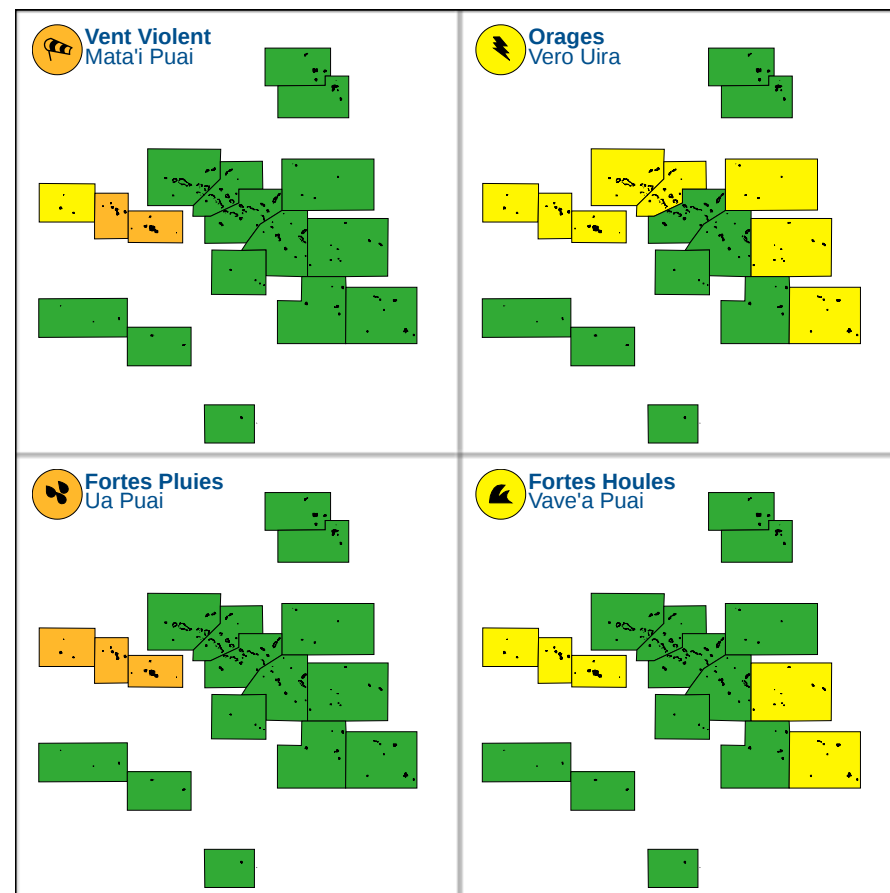 Vent Violent
Mata'i Puai
Orages
Vero Uira
Fortes Pluies
Ua Puai
Fortes Houles
Vave'a Puai